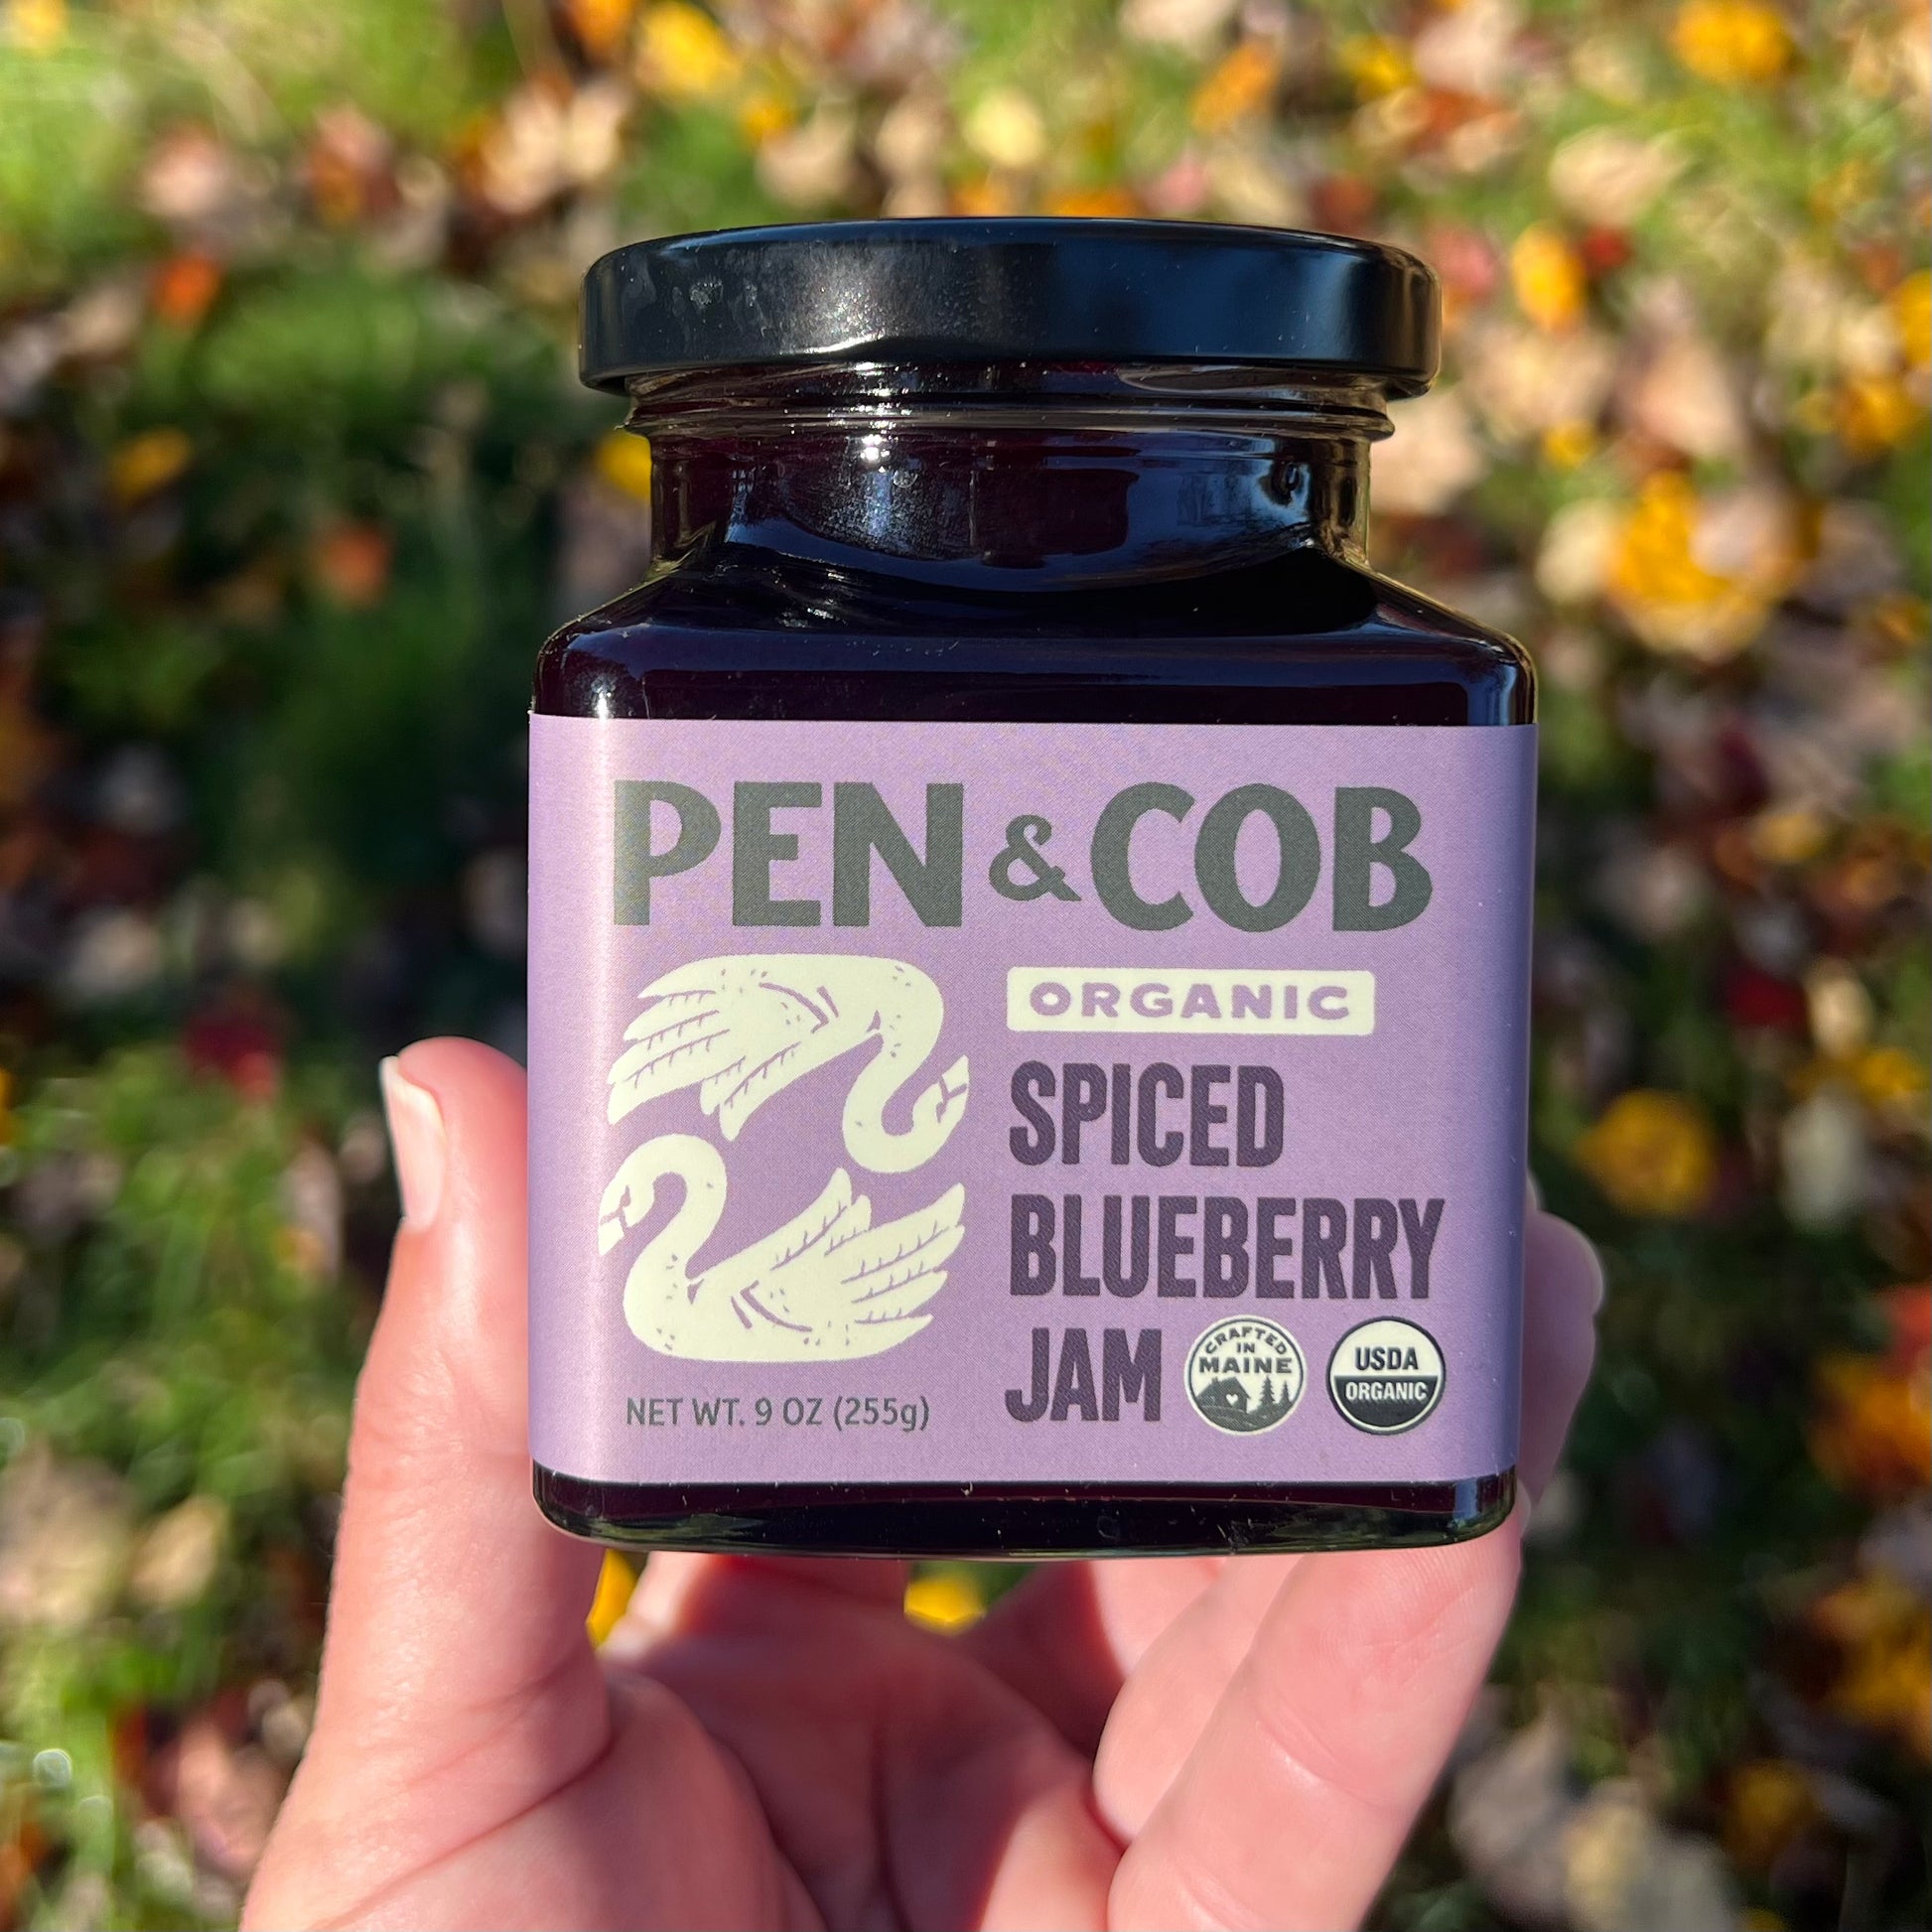 PEN & COB
ORGANIC
SPICED
BLUEBERRY
JAM
CRAFTED
IN
MAINE
USDA
ORGANIC
NET WT. 9 OZ (255g)